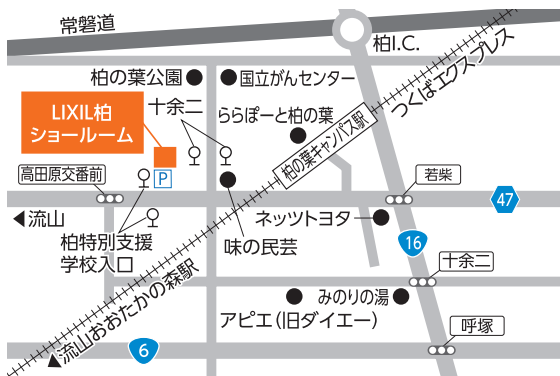 常磐道
柏I.C.
つくばエクスプレス
柏の葉公園
国立がんセンター
十余二
ららぽーと柏の葉
LIXIL柏
ショールーム
柏の葉キャンパス駅
高田原交番前
P
若柴
47
流山
ネッツトヨタ
味の民芸
柏特別支援
学校入口
16
十余二
流山おおたかの森駅
みのりの湯
アピエ(旧ダイエー)
呼塚
6